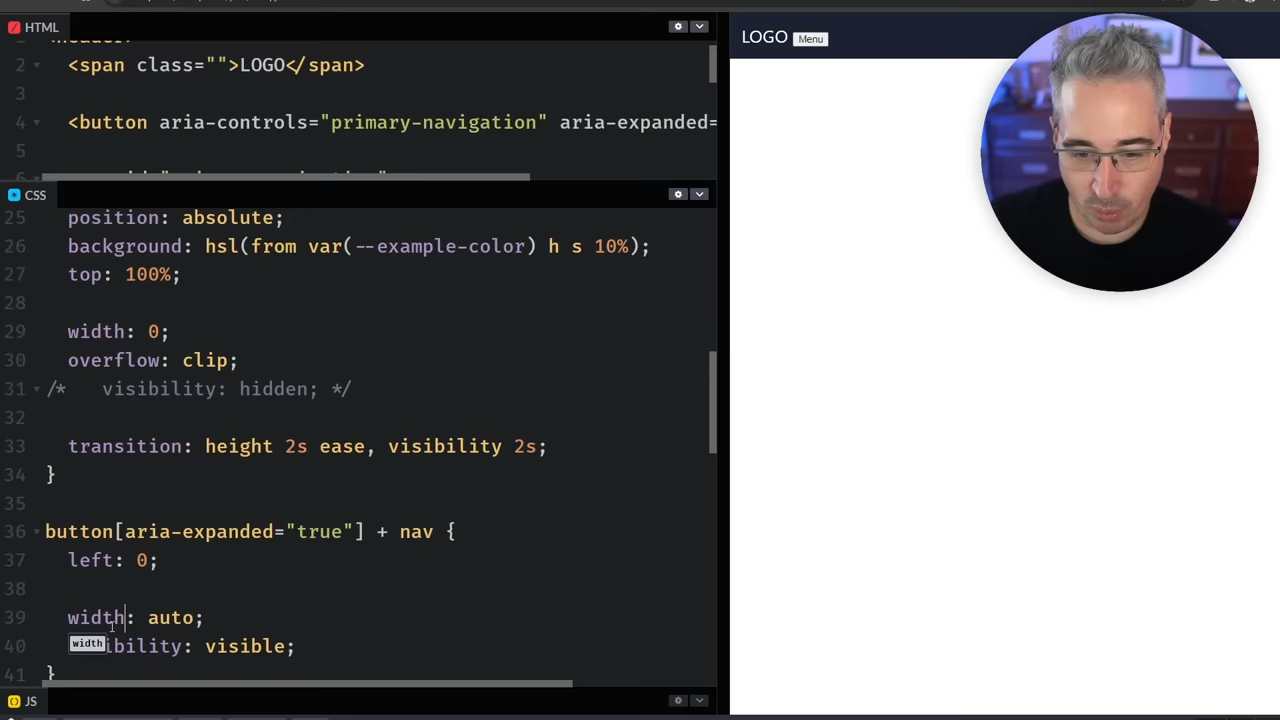 HTML
<header>
2 <span class="">LOGO</span>
3
4 <button aria-controls="primary-navigation" aria-expanded=
5
6
CSS
25 position: absolute;
26 background: hsl(from var(--example-color) h s 10%);
27 top: 100%;
28
29 width: 0;
30 overflow: clip;
31 /* visibility: hidden; */
32
33 transition: height 2s ease, visibility 2s;
34 }
35
36 button[aria-expanded="true"] + nav {
37 left: 0;
38
39 width: auto;
width
40 ibility: visible;
41 }
JS
LOGO Menu